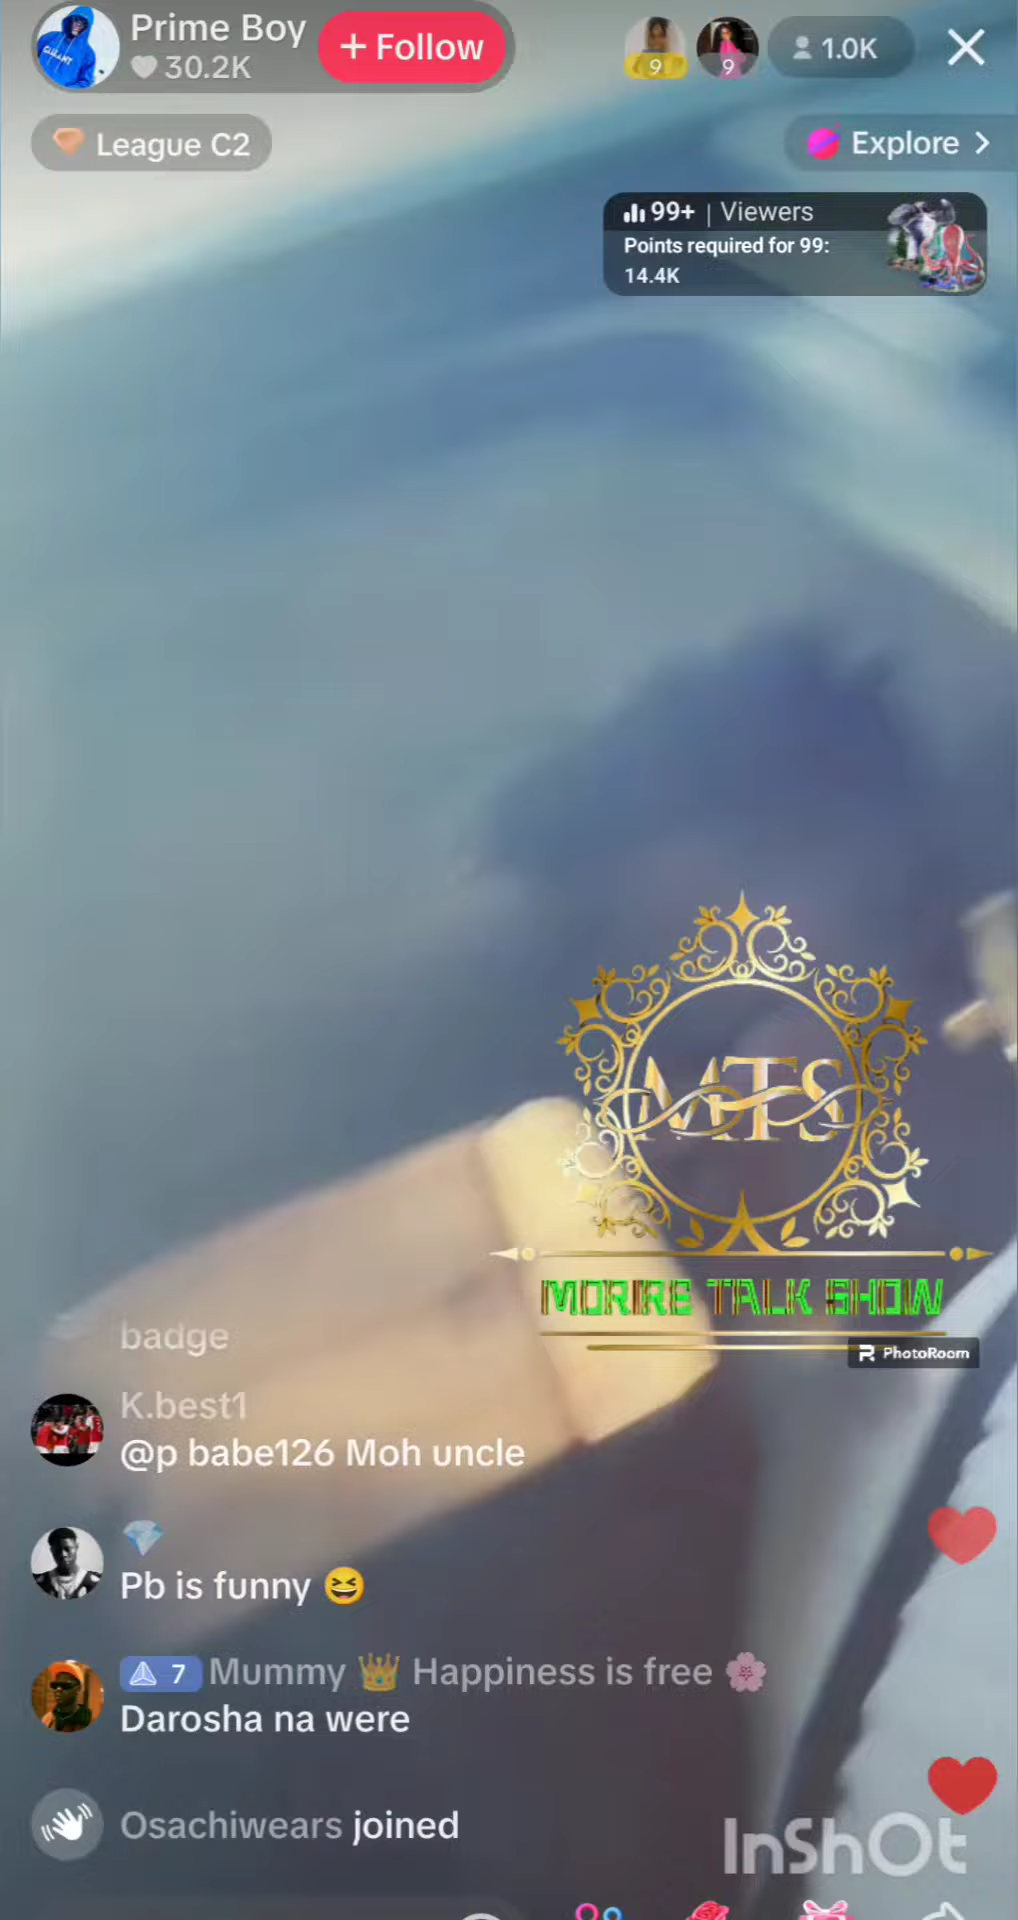 Prime Boy
30.2K
+ Follow
9
9
1.0K
League C2
Explore >
99+ | Viewers
Points required for 99:
14.4K
MTS
MORRE TALK SHOW
PhotoRoom
badge
K.best1
@p babe126 Moh uncle
Pb is funny 😆
7 Mummy 👑 Happiness is free 🌸
Darosha na were
Osachiwears joined
InShOt